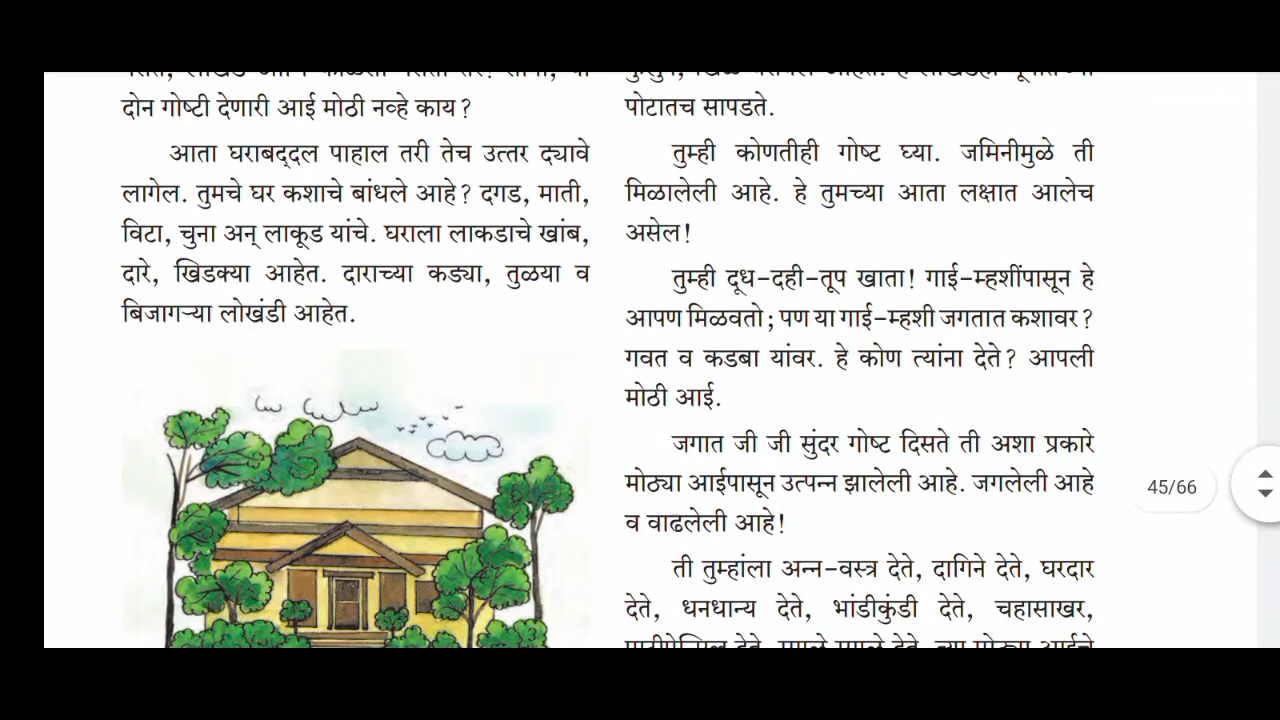 दोन गोष्टी देणारी आई मोठी नव्हे काय?
आता घराबद्दल पाहाल तरी तेच उत्तर द्यावे
लागेल. तुमचे घर कशाचे बांधले आहे? दगड, माती,
विटा, चुना अन् लाकूड यांचे. घराला लाकडाचे खांब,
दारे, खिडक्या आहेत. दाराच्या कड्या, तुळया व
बिजागऱ्या लोखंडी आहेत.
पोटातच सापडते.
तुम्ही कोणतीही गोष्ट घ्या. जमिनीमुळे ती
मिळालेली आहे. हे तुमच्या आता लक्षात आलेच
असेल!
तुम्ही दूध-दही-तूप खाता! गाई-म्हशींपासून हे
आपण मिळवतो; पण या गाई-म्हशी जगतात कशावर?
गवत व कडबा यांवर. हे कोण त्यांना देते? आपली
मोठी आई.
जगात जी जी सुंदर गोष्ट दिसते ती अशा प्रकारे
मोठ्या आईपासून उत्पन्न झालेली आहे. जगलेली आहे
व वाढलेली आहे!
ती तुम्हांला अन्न-वस्त्र देते, दागिने देते, घरदार
देते, धनधान्य देते, भांडीकुंडी देते, चहासाखर,
45/66